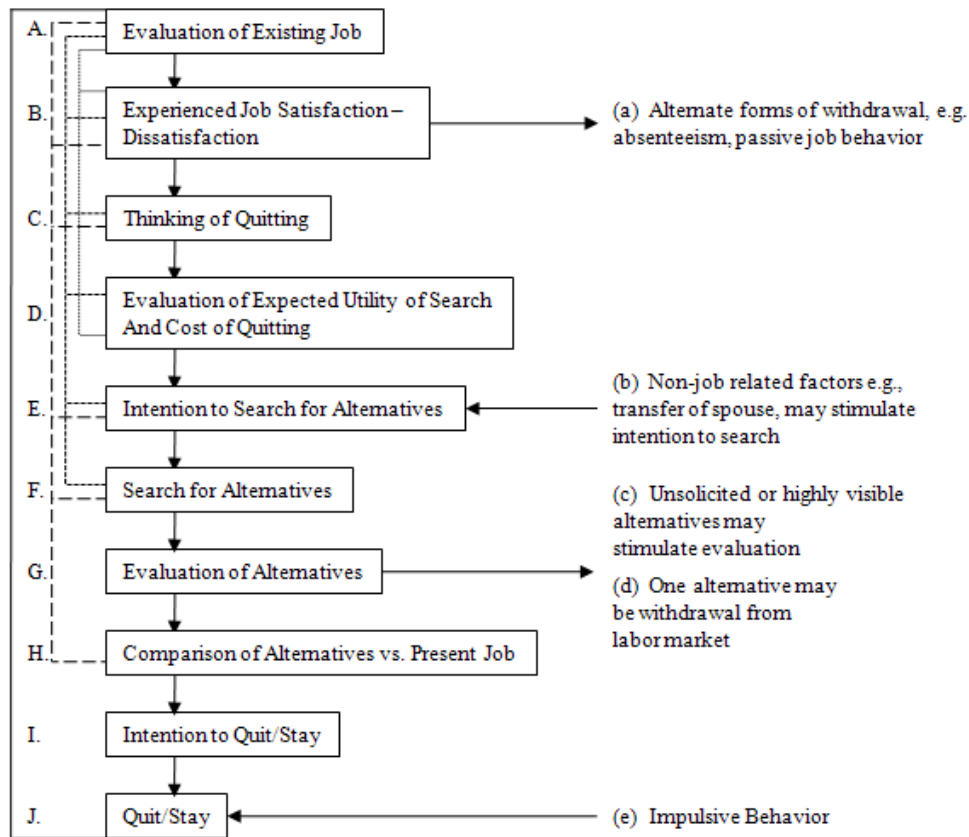 A. Evaluation of Existing Job
B. Experienced Job Satisfaction –
Dissatisfaction
(a) Alternate forms of withdrawal, e.g.
absenteeism, passive job behavior
C. Thinking of Quitting
D. Evaluation of Expected Utility of Search
And Cost of Quitting
E. Intention to Search for Alternatives
(b) Non-job related factors e.g.,
transfer of spouse, may stimulate
intention to search
F. Search for Alternatives
(c) Unsolicited or highly visible
alternatives may
stimulate evaluation
G. Evaluation of Alternatives
(d) One alternative may
be withdrawal from
labor market
H. Comparison of Alternatives vs. Present Job
I. Intention to Quit/Stay
J. Quit/Stay
(e) Impulsive Behavior